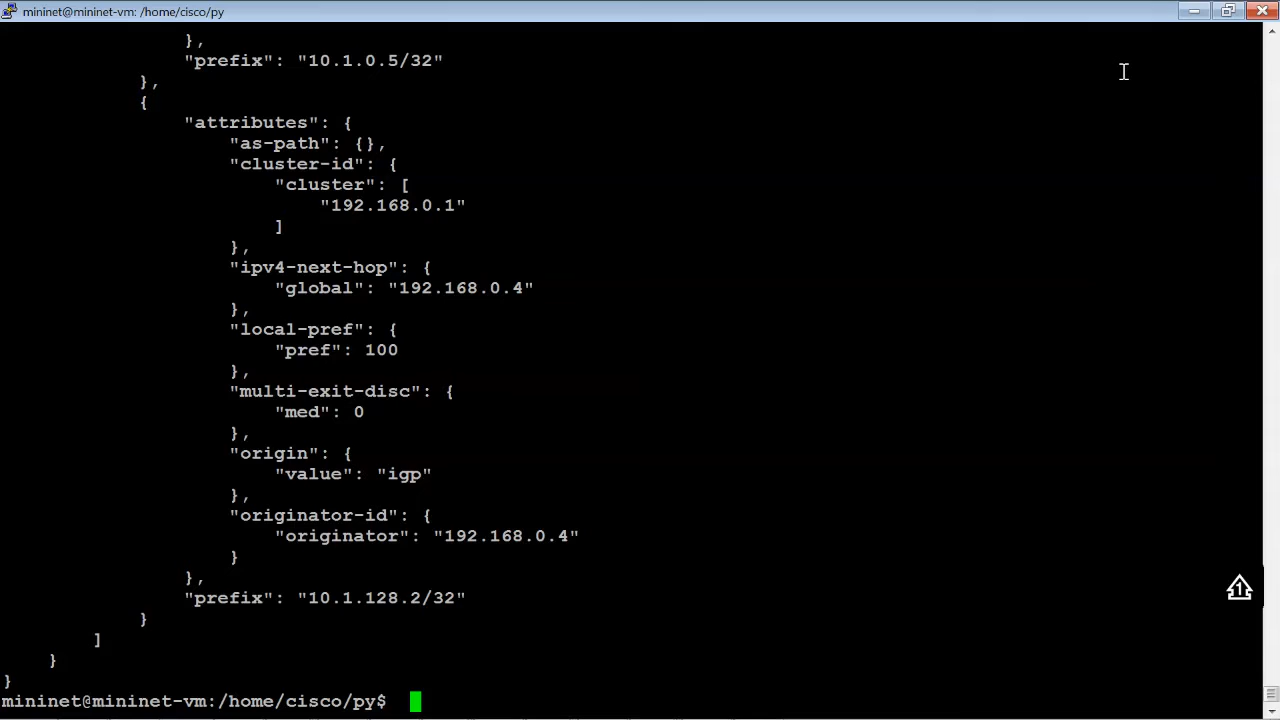 mininet@mininet-vm: /home/cisco/py
},
"prefix": "10.1.0.5/32"
},
{
"attributes": {
"as-path": {},
"cluster-id": {
"cluster": [
"192.168.0.1"
]
},
"ipv4-next-hop": {
"global": "192.168.0.4"
},
"local-pref": {
"pref": 100
},
"multi-exit-disc": {
"med": 0
},
"origin": {
"value": "igp"
},
"originator-id": {
"originator": "192.168.0.4"
}
},
"prefix": "10.1.128.2/32"
}
]
}
}
mininet@mininet-vm:/home/cisco/py$
1